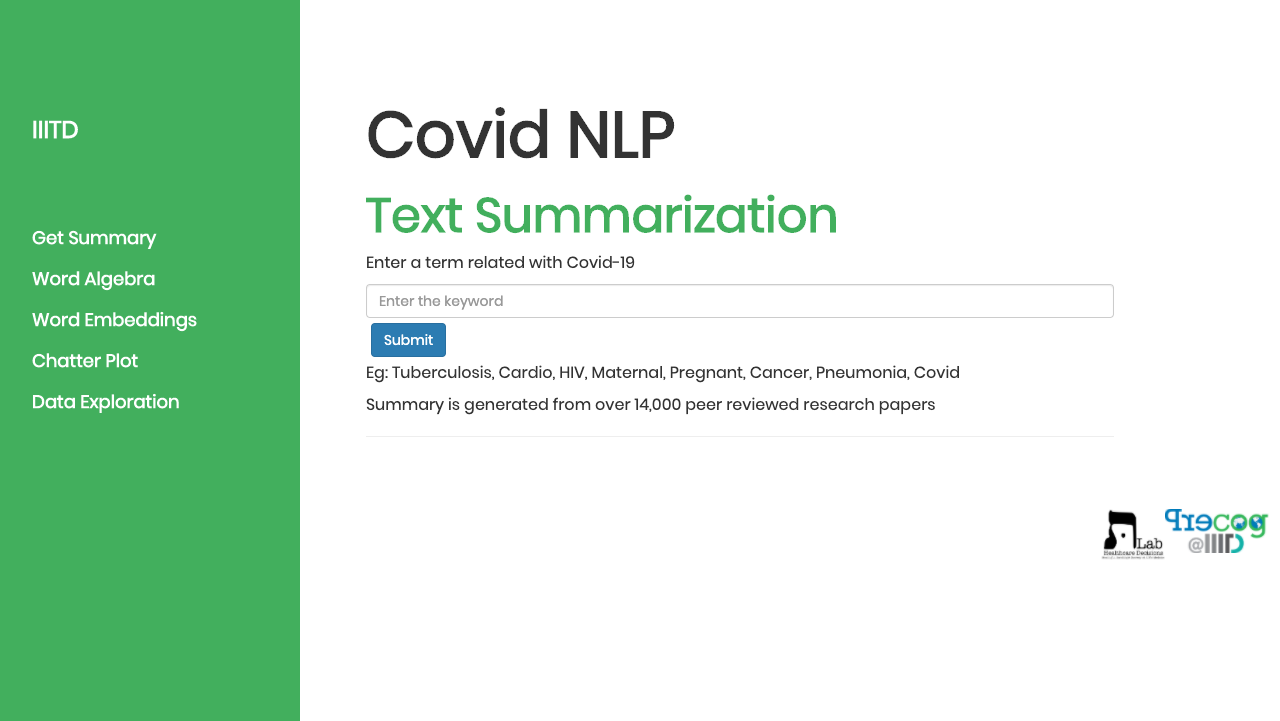 IIITD
Get Summary
Word Algebra
Word Embeddings
Chatter Plot
Data Exploration
Covid NLP
Text Summarization
Enter a term related with Covid-19
Enter the keyword
Submit
Eg: Tuberculosis, Cardio, HIV, Maternal, Pregnant, Cancer, Pneumonia, Covid
Summary is generated from over 14,000 peer reviewed research papers
Lab
Healthcare Decisions
Precog
@IIITD